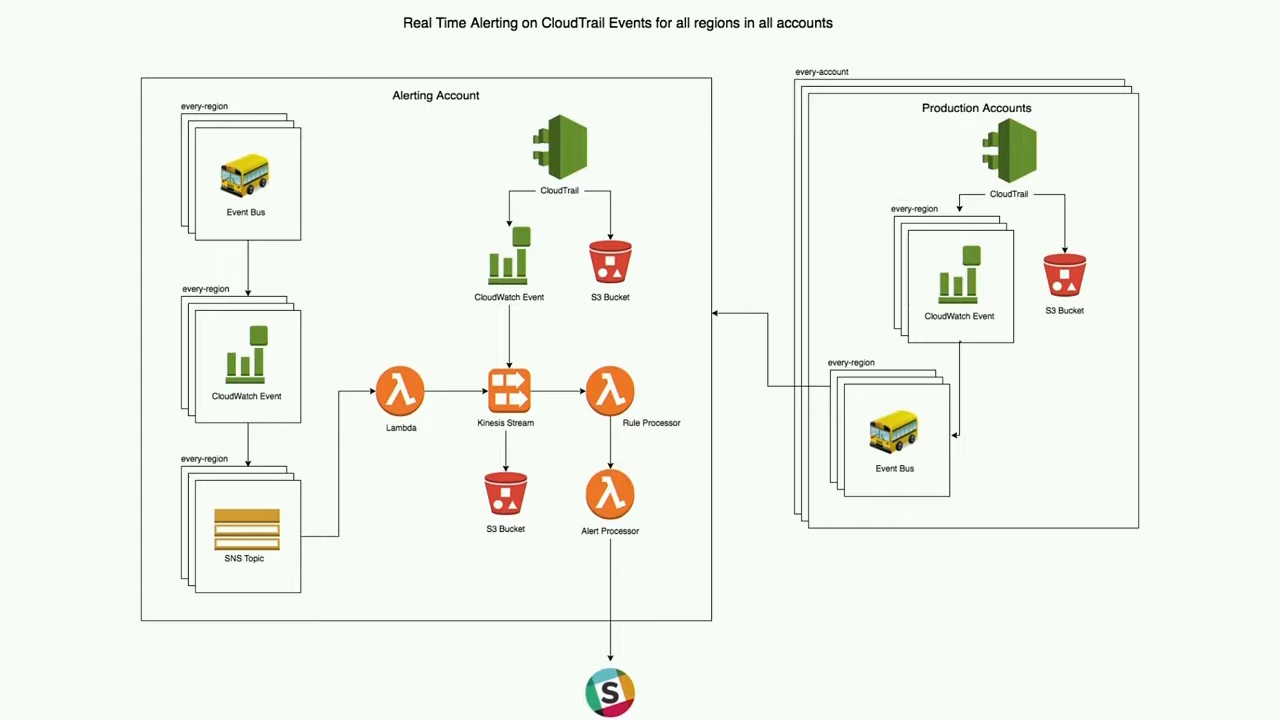 Real Time Alerting on CloudTrail Events for all regions in all accounts
Alerting Account
every-region
Event Bus
every-region
CloudWatch Event
every-region
SNS Topic
CloudTrail
CloudWatch Event
S3 Bucket
Lambda
Kinesis Stream
Rule Processor
S3 Bucket
Alert Processor
S
every-account
Production Accounts
CloudTrail
every-region
CloudWatch Event
S3 Bucket
every-region
Event Bus